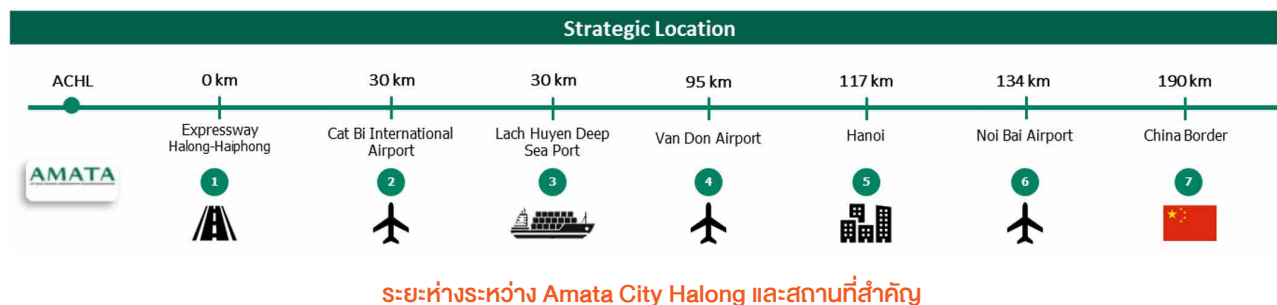 Strategic Location
ACHL
0 km
30 km
30 km
95 km
117 km
134 km
190 km
Expressway
Halong-Haiphong
Cat Bi International
Airport
Lach Huyen Deep
Sea Port
Van Don Airport
Hanoi
Noi Bai Airport
China Border
AMATA
1
2
3
4
5
6
7
ระยะห่างระหว่าง Amata City Halong และสถานที่สำคัญ